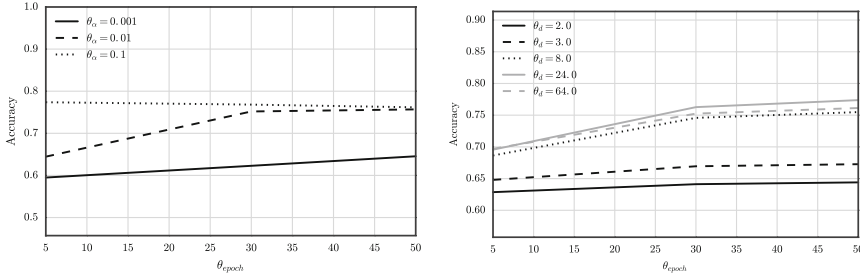 1.0
0.9
0.8
0.7
0.6
0.5
Accuracy
θα = 0.001
θα = 0.01
θα = 0.1
5 10 15 20 25 30 35 40 45 50
θepoch
0.90
0.85
0.80
0.75
0.70
0.65
0.60
Accuracy
θd = 2.0
θd = 3.0
θd = 8.0
θd = 24.0
θd = 64.0
5 10 15 20 25 30 35 40 45 50
θepoch